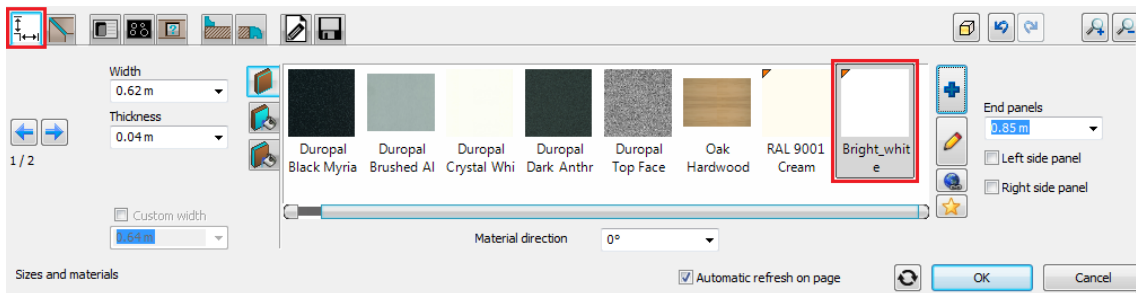 Width
0.62 m
Thickness
0.04 m
1 / 2
Custom width
0.64 m
Duropal
Black Myria
Duropal
Brushed Al
Duropal
Crystal Whi
Duropal
Dark Anthr
Duropal
Top Face
Oak
Hardwood
RAL 9001
Cream
Bright_whit
e
Material direction
0°
End panels
0.85 m
Left side panel
Right side panel
Sizes and materials
Automatic refresh on page
OK
Cancel